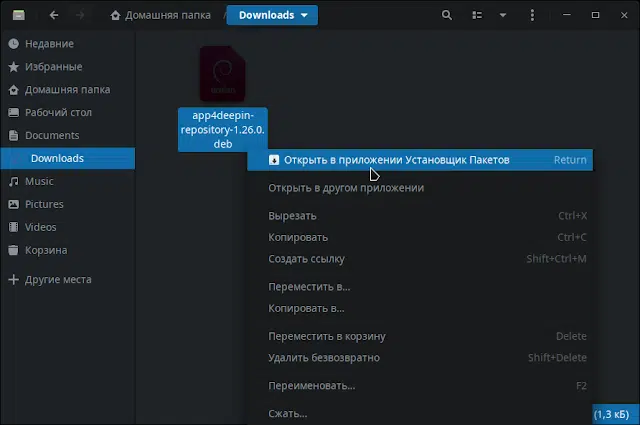 Домашняя папка / Downloads
Недавние
Избранные
Домашняя папка
Рабочий стол
Documents
Downloads
Music
Pictures
Videos
Корзина
Другие места
debian
app4deepin-
repository-1.26.0.
deb
Открыть в приложении Установщик Пакетов Return
Открыть в другом приложении
Вырезать Ctrl+X
Копировать Ctrl+C
Создать ссылку Shift+Ctrl+M
Переместить в...
Копировать в...
Переместить в корзину Delete
Удалить безвозвратно Shift+Delete
Переименовать... F2
Сжать...
(1,3 кБ)